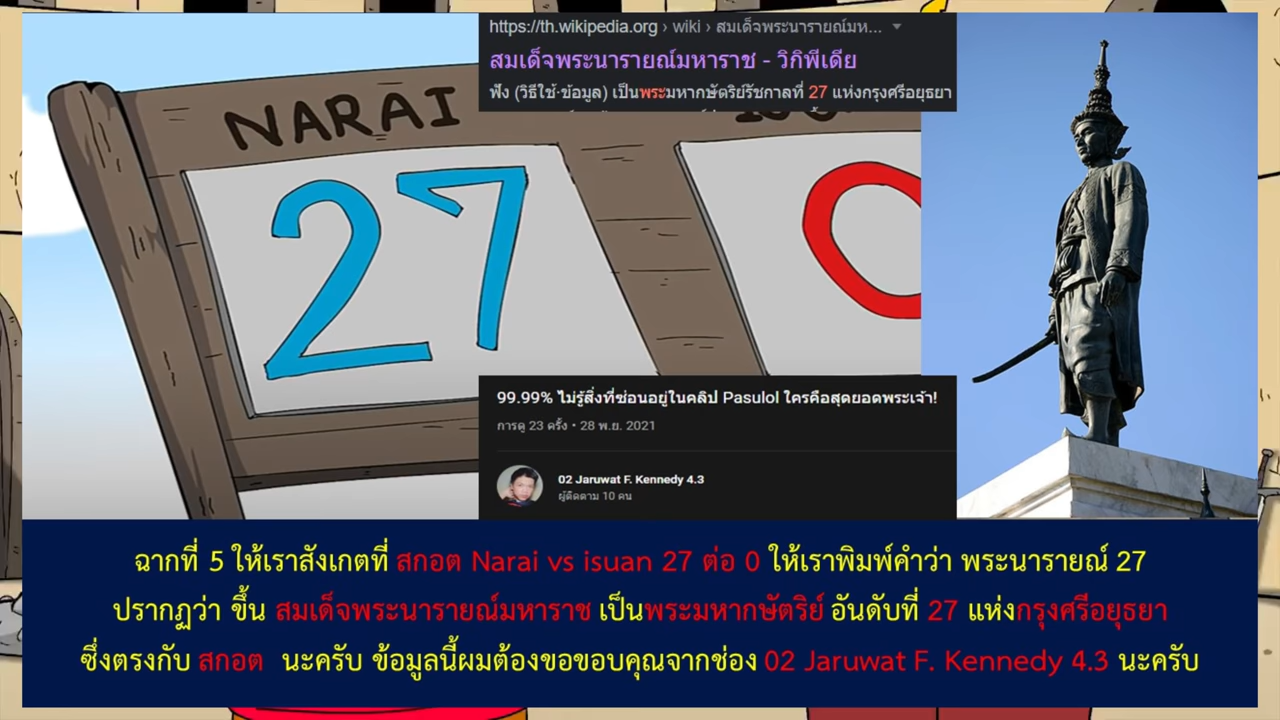 https://th.wikipedia.org › wiki › สมเด็จพระนารายณ์มห...
สมเด็จพระนารายณ์มหาราช - วิกิพีเดีย
ฟัง (วิธีใช้·ข้อมูล) เป็นพระมหากษัตริย์รัชกาลที่ 27 แห่งกรุงศรีอยุธยา
NARAI
27
0
99.99% ไม่รู้สิ่งที่ซ่อนอยู่ในคลิป Pasulol ใครคือสุดยอดพระเจ้า!
การดู 23 ครั้ง • 28 พ.ย. 2021
02 Jaruwat F. Kennedy 4.3
ผู้ติดตาม 10 คน
ฉากที่ 5 ให้เราสังเกตที่ สกอต Narai vs isuan 27 ต่อ 0 ให้เราพิมพ์คำว่า พระนารายณ์ 27
ปรากฏว่า ขึ้น สมเด็จพระนารายณ์มหาราช เป็นพระมหากษัตริย์ อันดับที่ 27 แห่งกรุงศรีอยุธยา
ซึ่งตรงกับ สกอต นะครับ ข้อมูลนี้ผมต้องขอขอบคุณจากช่อง 02 Jaruwat F. Kennedy 4.3 นะครับ